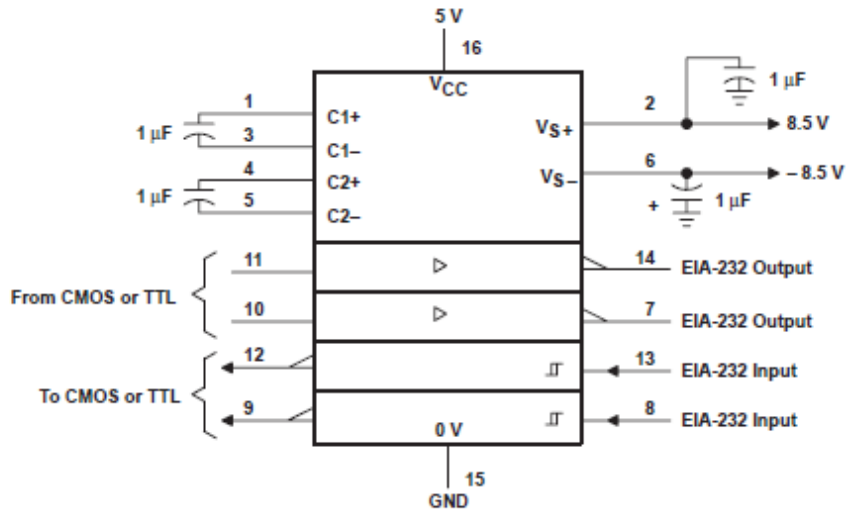 5 V
16
VCC
1 μF
1
C1+
3
C1–
1 μF
4
C2+
5
C2–
2
VS+
1 μF
8.5 V
6
VS–
– 8.5 V
+
1 μF
From CMOS or TTL
11
14
EIA-232 Output
10
7
EIA-232 Output
To CMOS or TTL
12
13
EIA-232 Input
9
8
EIA-232 Input
0 V
15
GND